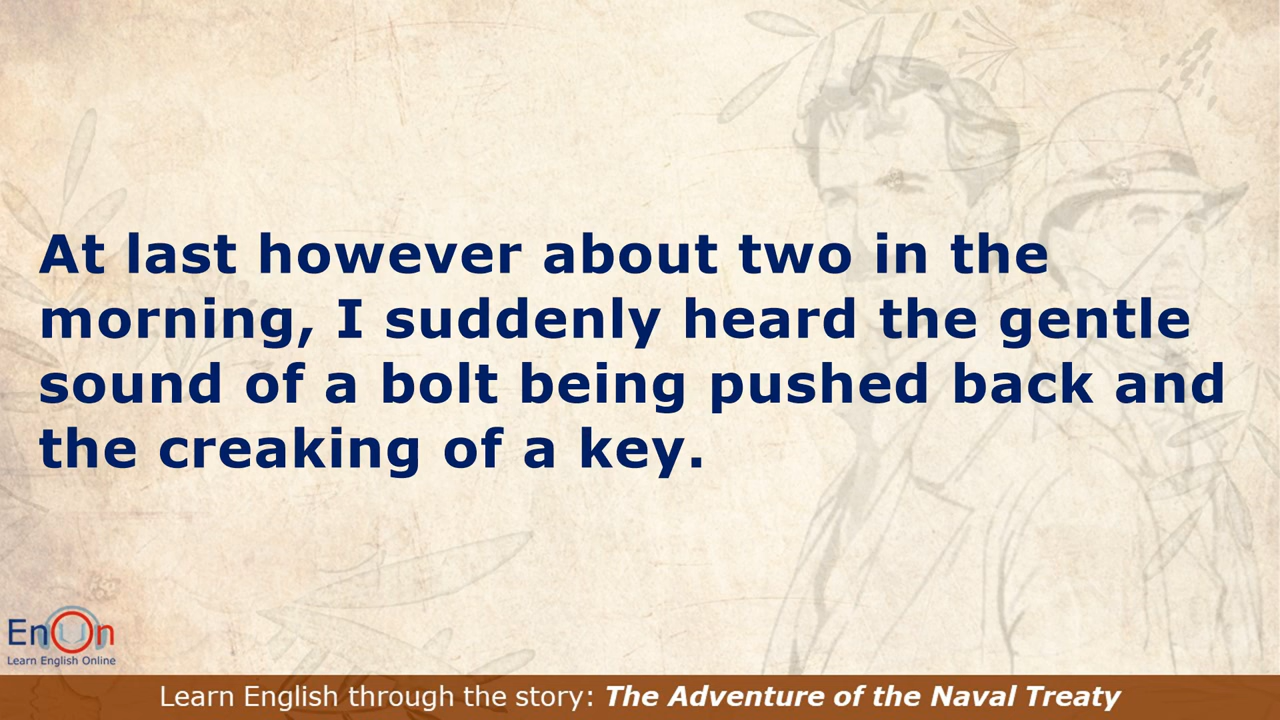 At last however about two in the
morning, I suddenly heard the gentle
sound of a bolt being pushed back and
the creaking of a key.
EnOn
Learn English Online
Learn English through the story: The Adventure of the Naval Treaty